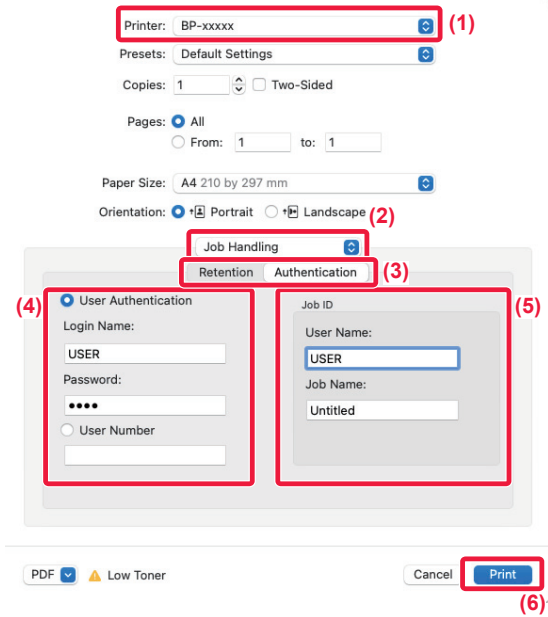 Printer: BP-xxxxx (1)
Presets: Default Settings
Copies: 1 Two-Sided
Pages: All
From: 1 to: 1
Paper Size: A4 210 by 297 mm
Orientation: Portrait Landscape (2)
Job Handling
Retention Authentication (3)
(4) User Authentication
Login Name:
USER
Password:
••••
User Number
Job ID (5)
User Name:
USER
Job Name:
Untitled
PDF Low Toner Cancel Print
(6)